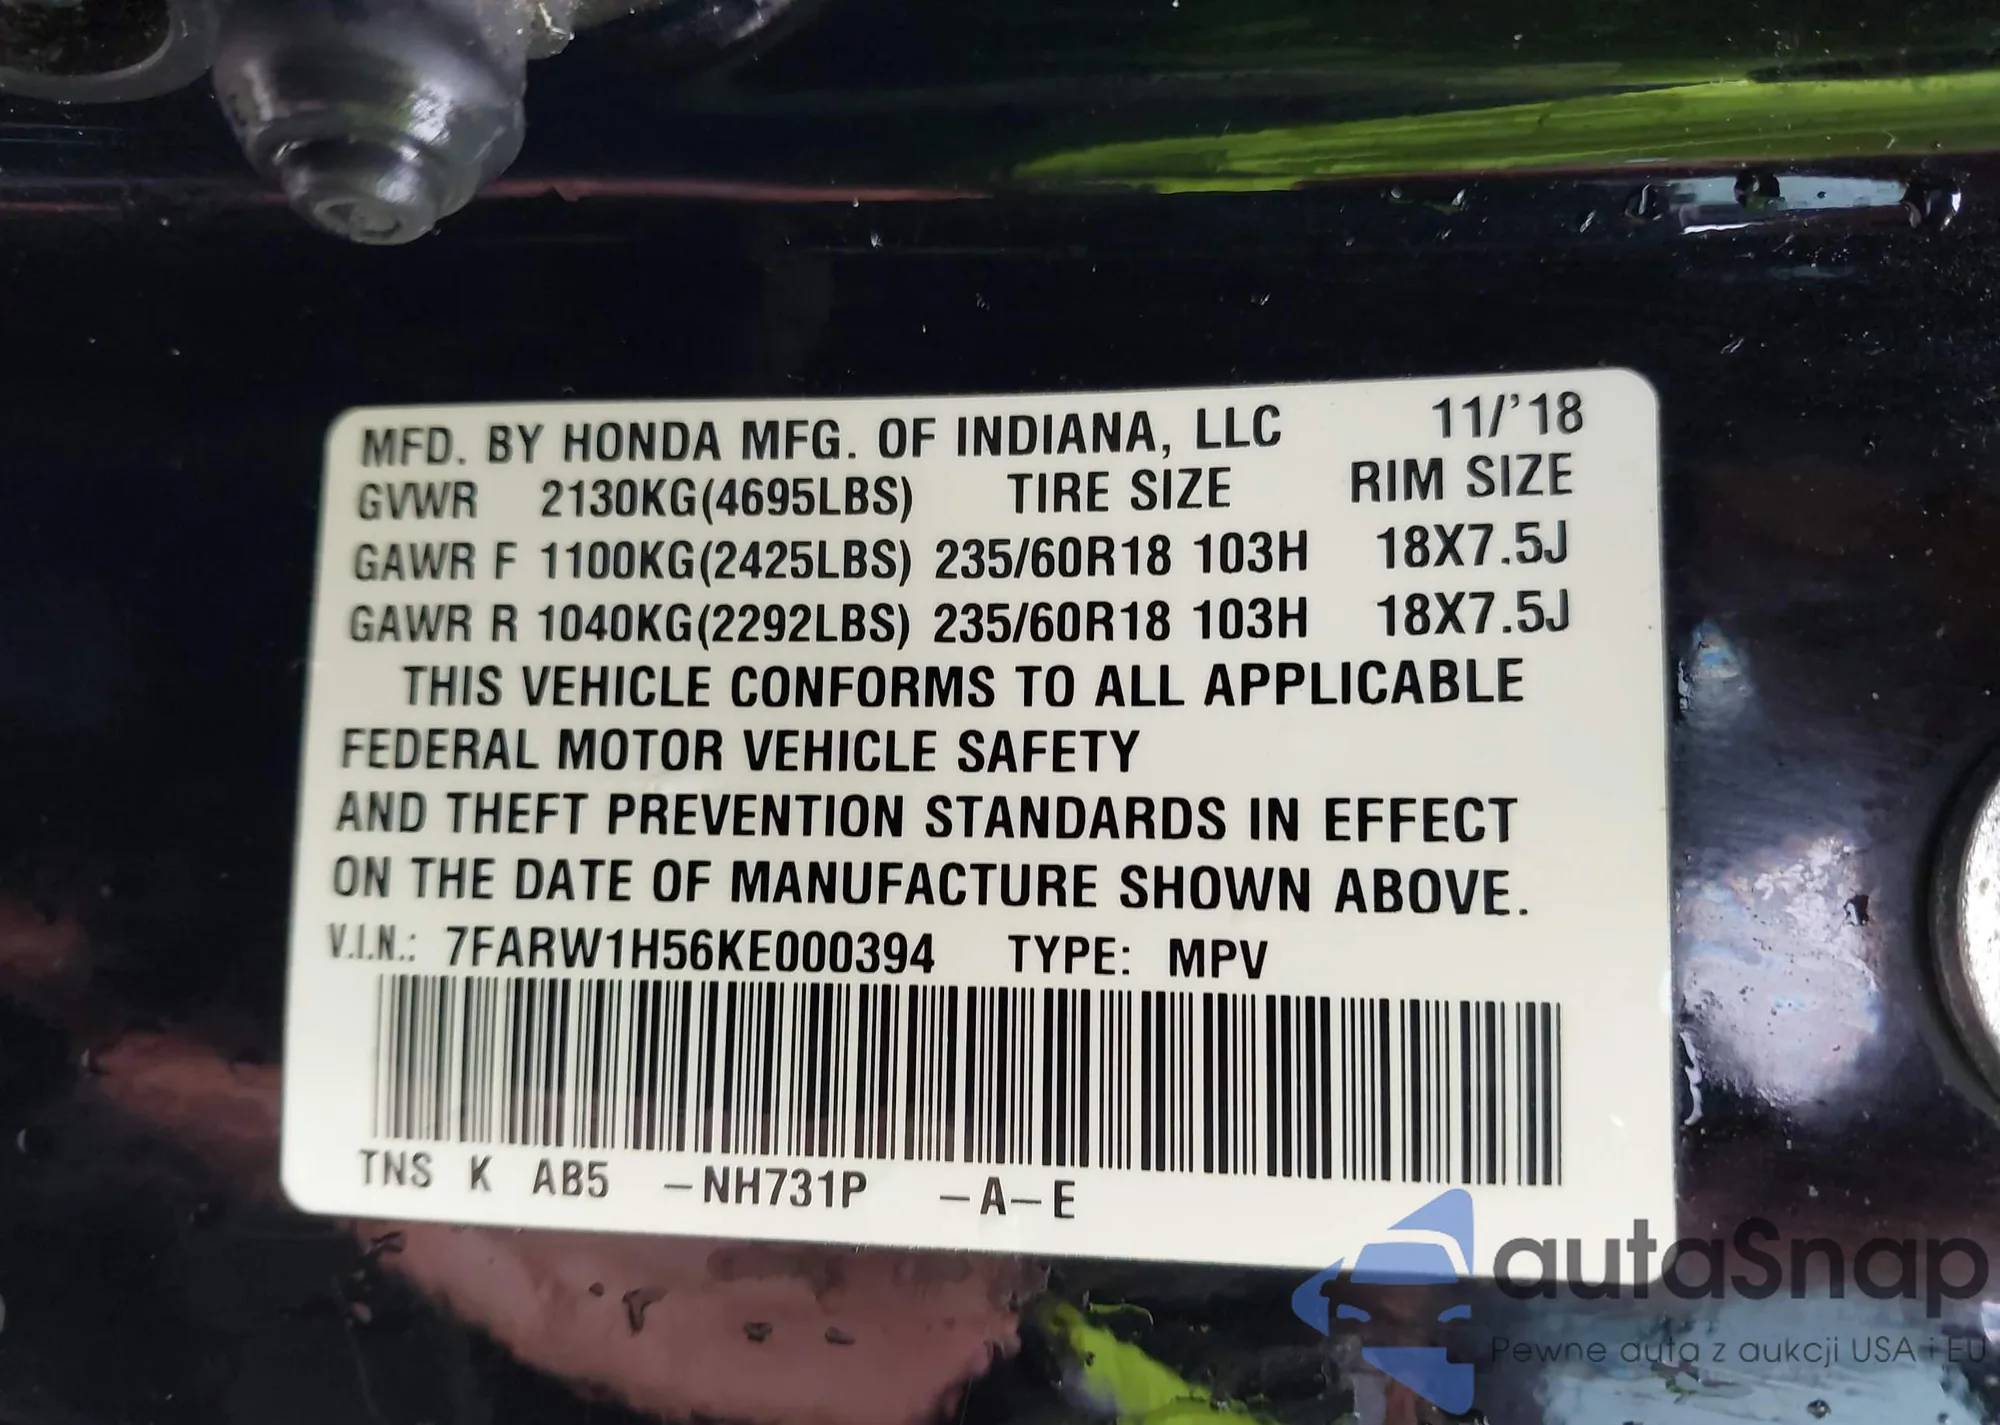 MFD. BY HONDA MFG. OF INDIANA, LLC 11/'18
GVWR 2130KG(4695LBS) TIRE SIZE RIM SIZE
GAWR F 1100KG(2425LBS) 235/60R18 103H 18X7.5J
GAWR R 1040KG(2292LBS) 235/60R18 103H 18X7.5J
THIS VEHICLE CONFORMS TO ALL APPLICABLE
FEDERAL MOTOR VEHICLE SAFETY
AND THEFT PREVENTION STANDARDS IN EFFECT
ON THE DATE OF MANUFACTURE SHOWN ABOVE.
V.I.N.: 7FARW1H56KE000394 TYPE: MPV
TNS K AB5 -NH731P -A-E
autaSnap
Pewne auta z aukcji USA i EU